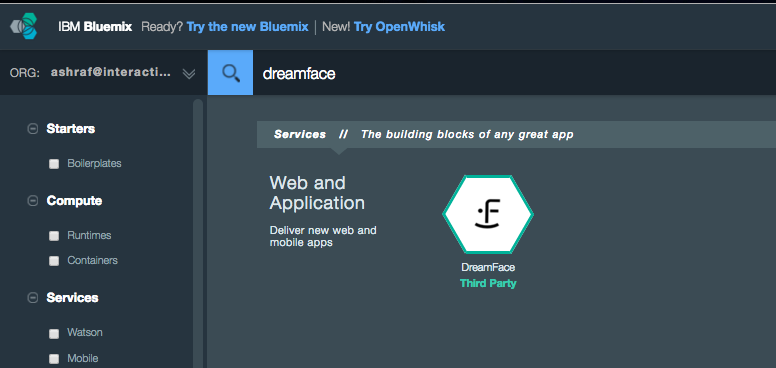 IBM Bluemix Ready? Try the new Bluemix | New! Try OpenWhisk
ORG: ashraf@interacti... dreamface
Starters
Boilerplates
Compute
Runtimes
Containers
Services
Watson
Mobile
Services // The building blocks of any great app
Web and
Application
Deliver new web and
mobile apps
DreamFace
Third Party